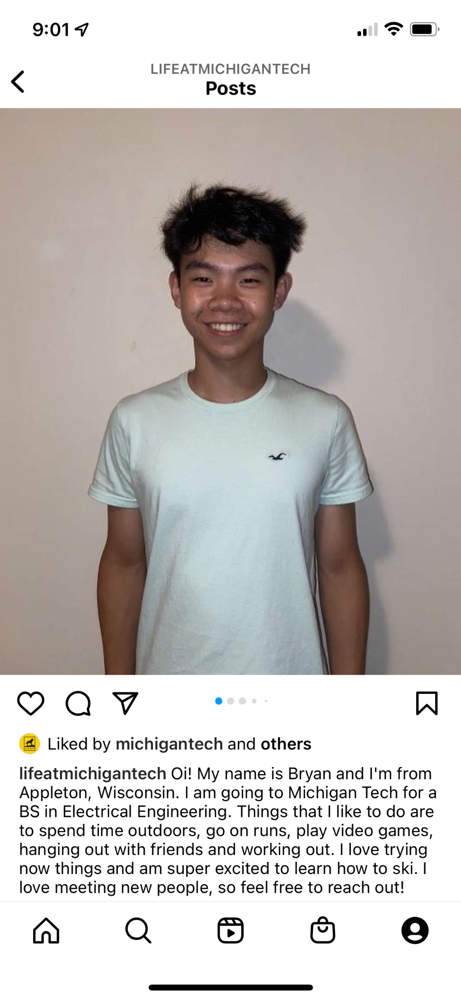 9:01
LIFEATMICHIGANTECH
Posts
Liked by michigantech and others
lifeatmichigantech Oi! My name is Bryan and I'm from
Appleton, Wisconsin. I am going to Michigan Tech for a
BS in Electrical Engineering. Things that I like to do are
to spend time outdoors, go on runs, play video games,
hanging out with friends and working out. I love trying
now things and am super excited to learn how to ski. I
love meeting new people, so feel free to reach out!